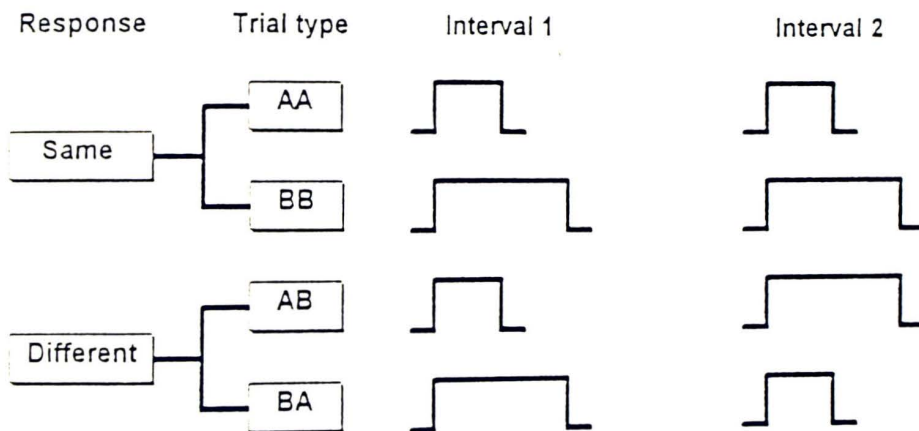 Response Trial type Interval 1 Interval 2
AA
Same
BB
AB
Different
BA